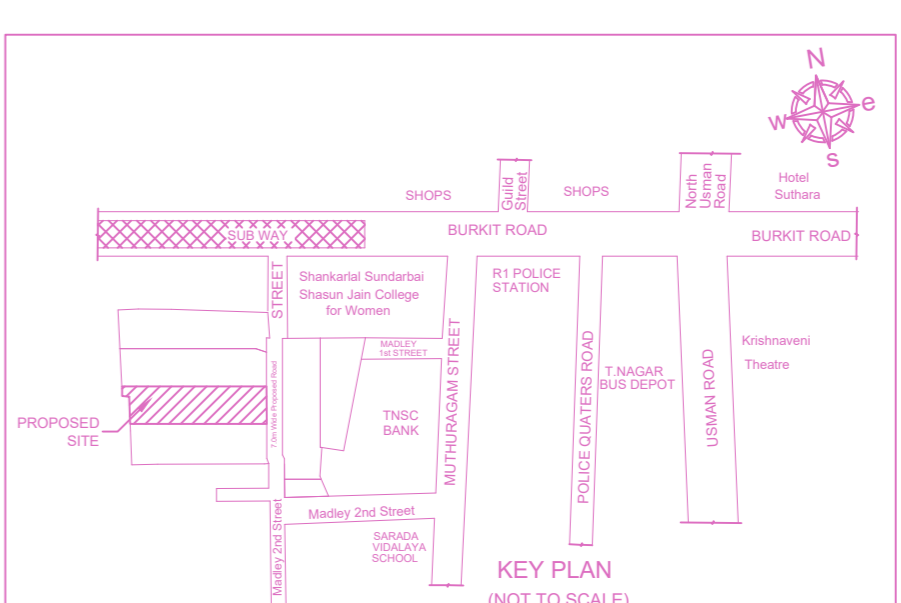 N
w
e
s
Hotel
Suthara
SHOPS
Guild
Street
SHOPS
North
Usman
Road
SUB WAY
BURKIT ROAD
BURKIT ROAD
STREET
Shankarlal Sundarbai
Shasun Jain College
for Women
R1 POLICE
STATION
MADLEY
1st STREET
MUTHURAGAM STREET
POLICE QUATERS ROAD
T.NAGAR
BUS DEPOT
USMAN ROAD
Krishnaveni
Theatre
PROPOSED
SITE
7.0m Wide Proposed Road
TNSC
BANK
Madley 2nd Street
Madley 2nd Street
SARADA
VIDALAYA
SCHOOL
KEY PLAN
(NOT TO SCALE)